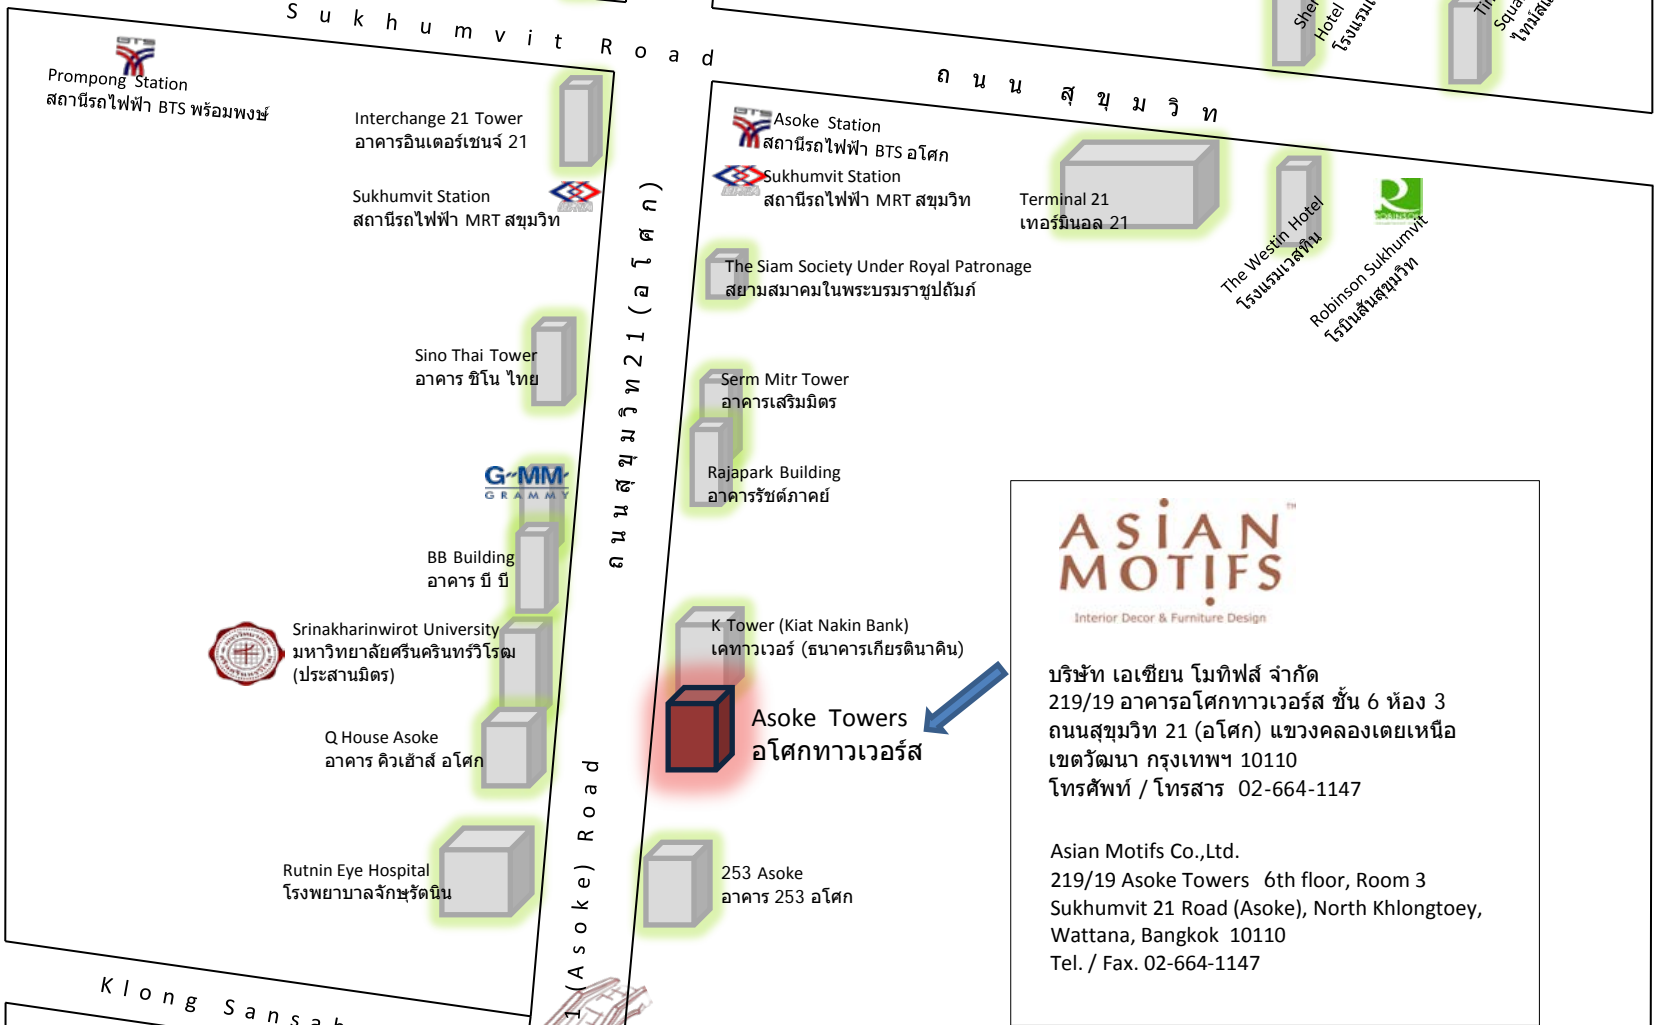 Sukhumvit Road
ถนนสุขุมวิท
Hotel
BTS
Prompong Station
สถานีรถไฟฟ้า BTS พร้อมพงษ์
Interchange 21 Tower
อาคารอินเตอร์เชนจ์ 21
Sukhumvit Station
สถานีรถไฟฟ้า MRT สุขุมวิท
BTS
Asoke Station
สถานีรถไฟฟ้า BTS อโศก
Sukhumvit Station
สถานีรถไฟฟ้า MRT สุขุมวิท
Terminal 21
เทอร์มินอล 21
The Westin Hotel
โรงแรมเวสทิน
ROBINSON
Robinson Sukhumvit
โรบินสันสุขุมวิท
ถนนสุขุมวิท21(อโศก)
The Siam Society Under Royal Patronage
สยามสมาคมในพระบรมราชูปถัมภ์
Sino Thai Tower
อาคาร ชิโน ไทย
Serm Mitr Tower
อาคารเสริมมิตร
G"MM'
GRAMMY
Rajapark Building
อาคารรัชต์ภาคย์
BB Building
อาคาร บี บี
Srinakharinwirot University
มหาวิทยาลัยศรีนครินทร์วิโรฒ
(ประสานมิตร)
K Tower (Kiat Nakin Bank)
เคทาวเวอร์ (ธนาคารเกียรตินาคิน)
Asoke Towers
อโศกทาวเวอร์ส
Q House Asoke
อาคาร คิวเฮ้าส์ อโศก
Rutnin Eye Hospital
โรงพยาบาลจักษุรัตนิน
253 Asoke
อาคาร 253 อโศก
1 (Asoke) Road
Klong
ASiAN
MOTIFS
TM
Interior Decor & Furniture Design
บริษัท เอเซียน โมทิฟส์ จำกัด
219/19 อาคารอโศกทาวเวอร์ส ชั้น 6 ห้อง 3
ถนนสุขุมวิท 21 (อโศก) แขวงคลองเตยเหนือ
เขตวัฒนา กรุงเทพฯ 10110
โทรศัพท์ / โทรสาร 02-664-1147
Asian Motifs Co.,Ltd.
219/19 Asoke Towers 6th floor, Room 3
Sukhumvit 21 Road (Asoke), North Khlongtoey,
Wattana, Bangkok 10110
Tel. / Fax. 02-664-1147